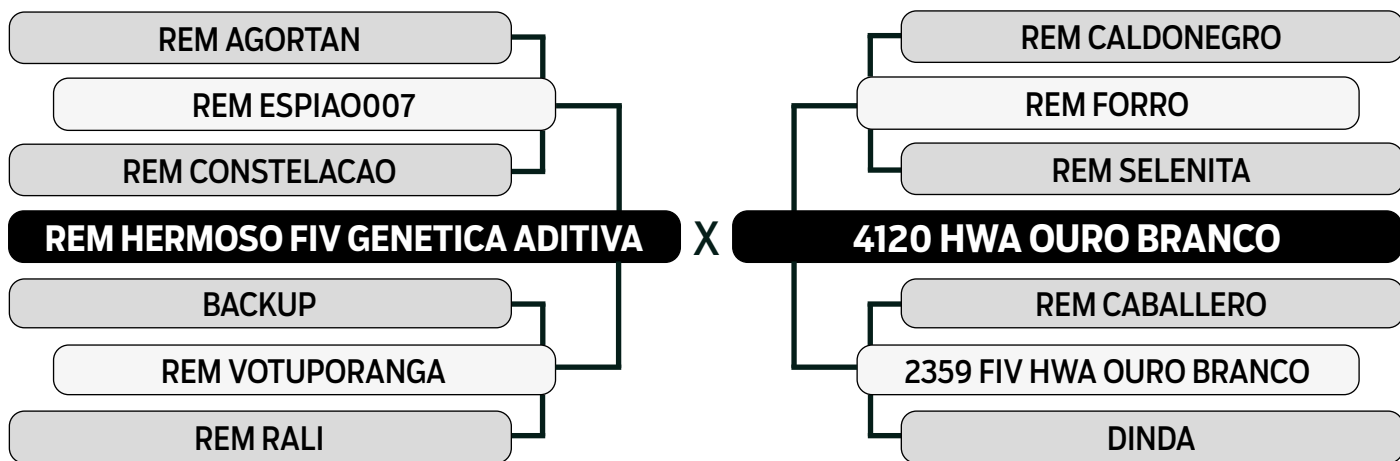 REM AGORTAN
REM CALDONEGRO
REM ESPIAO007
REM FORRO
REM CONSTELACAO
REM SELENITA
REM HERMOSO FIV GENETICA ADITIVA X 4120 HWA OURO BRANCO
BACKUP
REM CABALLERO
REM VOTUPORANGA
2359 FIV HWA OURO BRANCO
REM RALI
DINDA